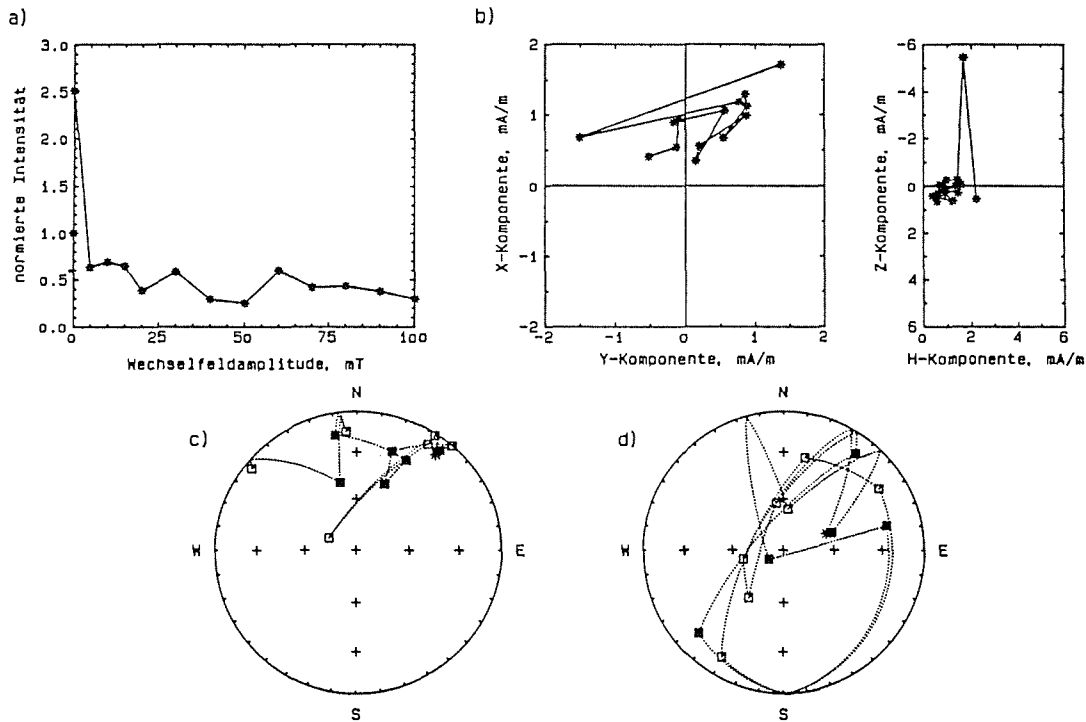 a)
3.0
2.5
2.0
1.5
1.0
0.5
0.0
0
25
50
75
100
normierte Intensität
Wechselfeldamplitude, mT
b)
2
1
0
-1
-2
-2
-1
0
1
2
X-Komponente, mA/m
Y-Komponente, mA/m
-6
-4
-2
0
2
4
6
0
2
4
6
Z-Komponente, mA/m
H-Komponente, mA/m
c)
N
W
E
S
d)
N
W
E
S